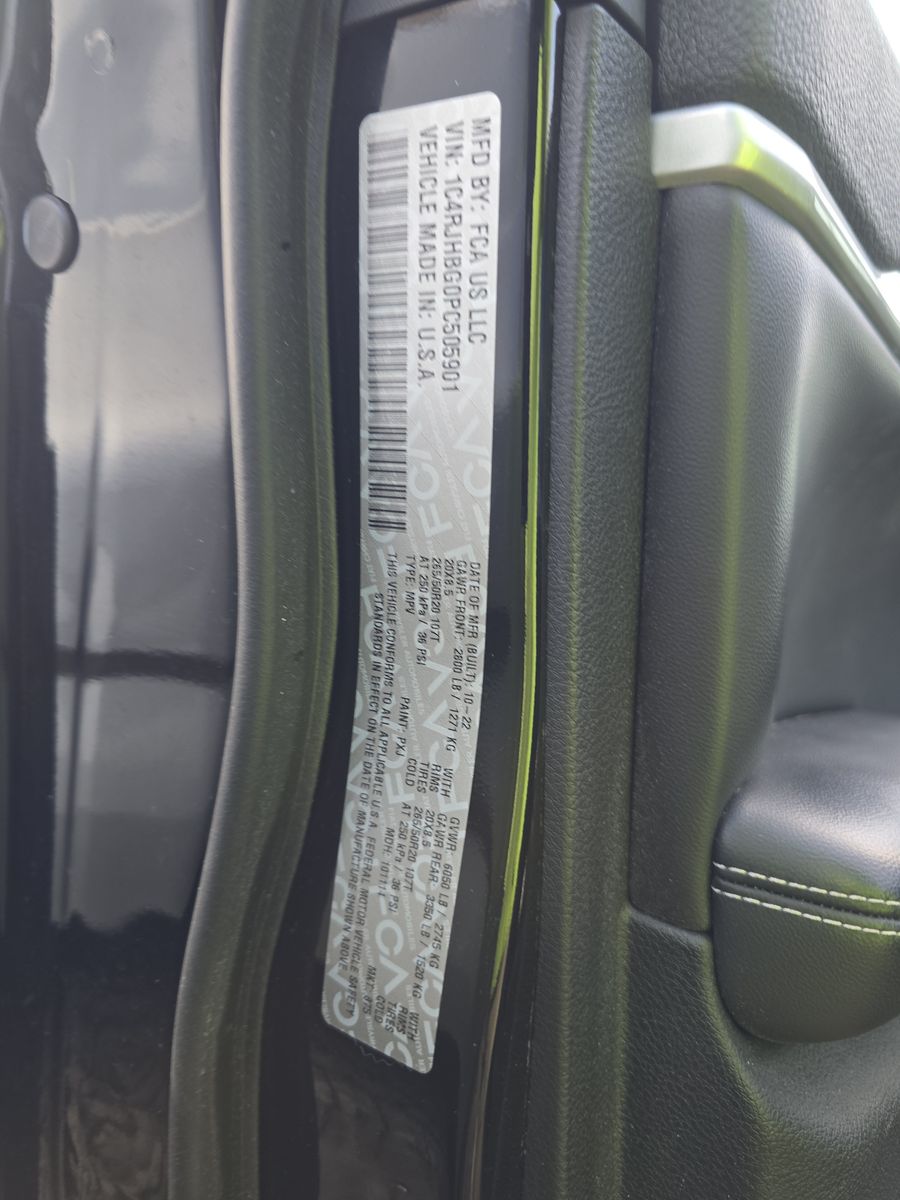 MFD BY: FCA US LLC
VIN: 1C4RJHBG0PC505901
VEHICLE MADE IN: U.S.A.
DATE OF MFR (BUILT): 10-22 GVWR: 6050 LB / 2745 KG
GAWR FRONT: 2800 LB / 1271 KG WITH GAWR REAR: 3350 LB / 1520 KG WITH
20X8.5 RIMS 20X8.5 RIMS
265/50R20 107T TIRES 265/50R20 107T TIRES
AT 250 kPa / 36 PSI COLD AT 250 kPa / 36 PSI COLD
TYPE: MPV PAINT: PXJ MDH: 101114 MKT: 875
THIS VEHICLE CONFORMS TO ALL APPLICABLE U.S.A. FEDERAL MOTOR VEHICLE SAFETY
STANDARDS IN EFFECT ON THE DATE OF MANUFACTURE SHOWN ABOVE.